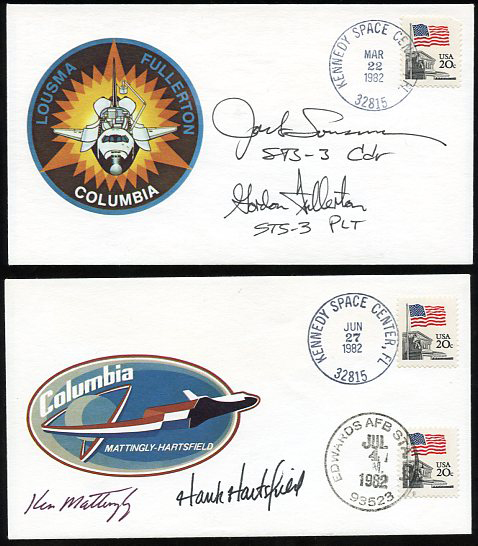 LOUSMA FULLERTON
COLUMBIA
KENNEDY SPACE CENTER, FL
MAR
22
1982
32815
USA
20c
Jack Lousma
STS-3 Cdr
Gordon Fullerton
STS-3 PLT
Columbia
MATTINGLY-HARTSFIELD
KENNEDY SPACE CENTER, FL
JUN
27
1982
32815
USA
20c
EDWARDS AFB
JUL
4
1982
93523
USA
20c
Ken Mattingly
Hank Hartsfield